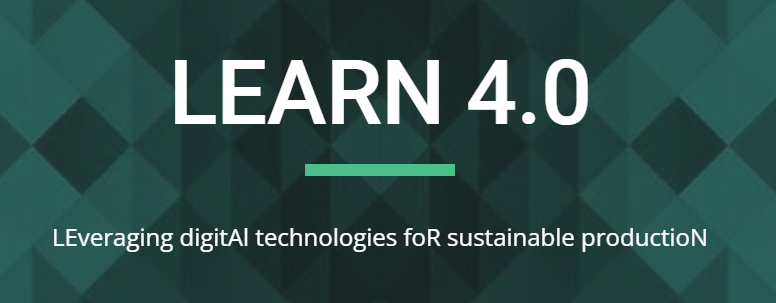 LEARN 4.0
LEveraging digitAl technologies foR sustainable productioN